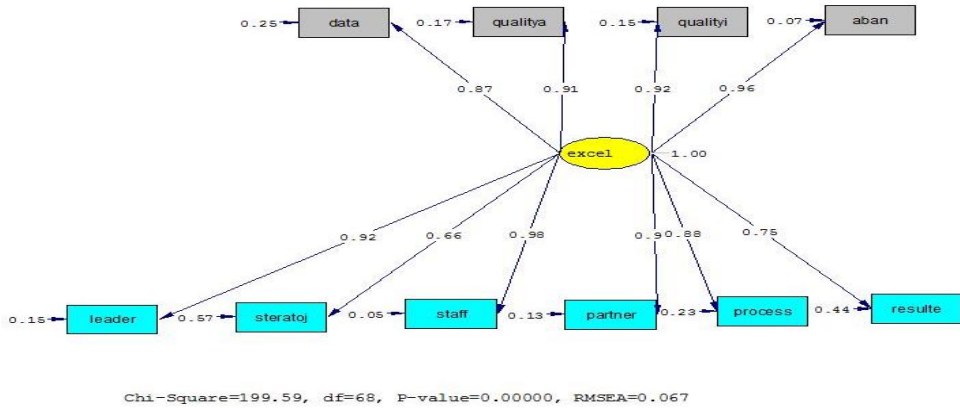 0.25 data 0.17 qualitya 0.15 qualityi 0.07 aban
0.87 0.91 0.92 0.96
excel 1.00
0.92 0.66 0.98 0.9 0.88 0.75
0.15 leader 0.57 steratoj 0.05 staff 0.13 partner 0.23 process 0.44 resulte
Chi-Square=199.59, df=68, P-value=0.00000, RMSEA=0.067